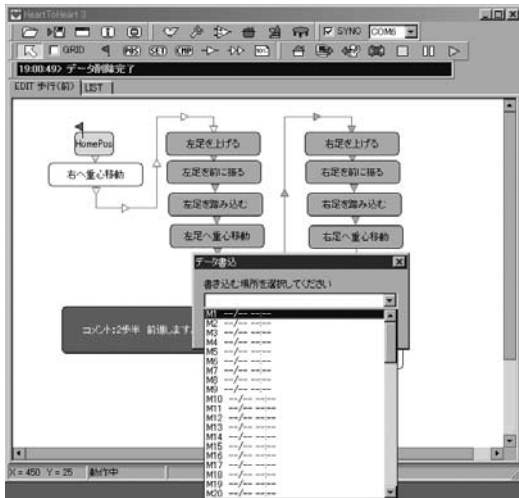 HeartToHeart 3
SYNC COM6
GRID POS SET CMP
19:00:49> データ削除完了
EDIT 歩行(前) LIST
HomePos
右へ重心移動
左足を上げる
左足を前に振る
左足を踏み込む
左足へ重心移動
右足を上げる
右足を前に振る
右足を踏み込む
右足へ重心移動
コメント:2歩半 前進します。
データ書込
書き込む場所を選択してください
M1 --/-- --:--
M2 --/-- --:--
M3 --/-- --:--
M4 --/-- --:--
M5 --/-- --:--
M6 --/-- --:--
M7 --/-- --:--
M8 --/-- --:--
M9 --/-- --:--
M10 --/-- --:--
M11 --/-- --:--
M12 --/-- --:--
M13 --/-- --:--
M14 --/-- --:--
M15 --/-- --:--
M16 --/-- --:--
M17 --/-- --:--
M18 --/-- --:--
M19 --/-- --:--
M20 --/-- --:--
X = 450 Y = 25 動作中